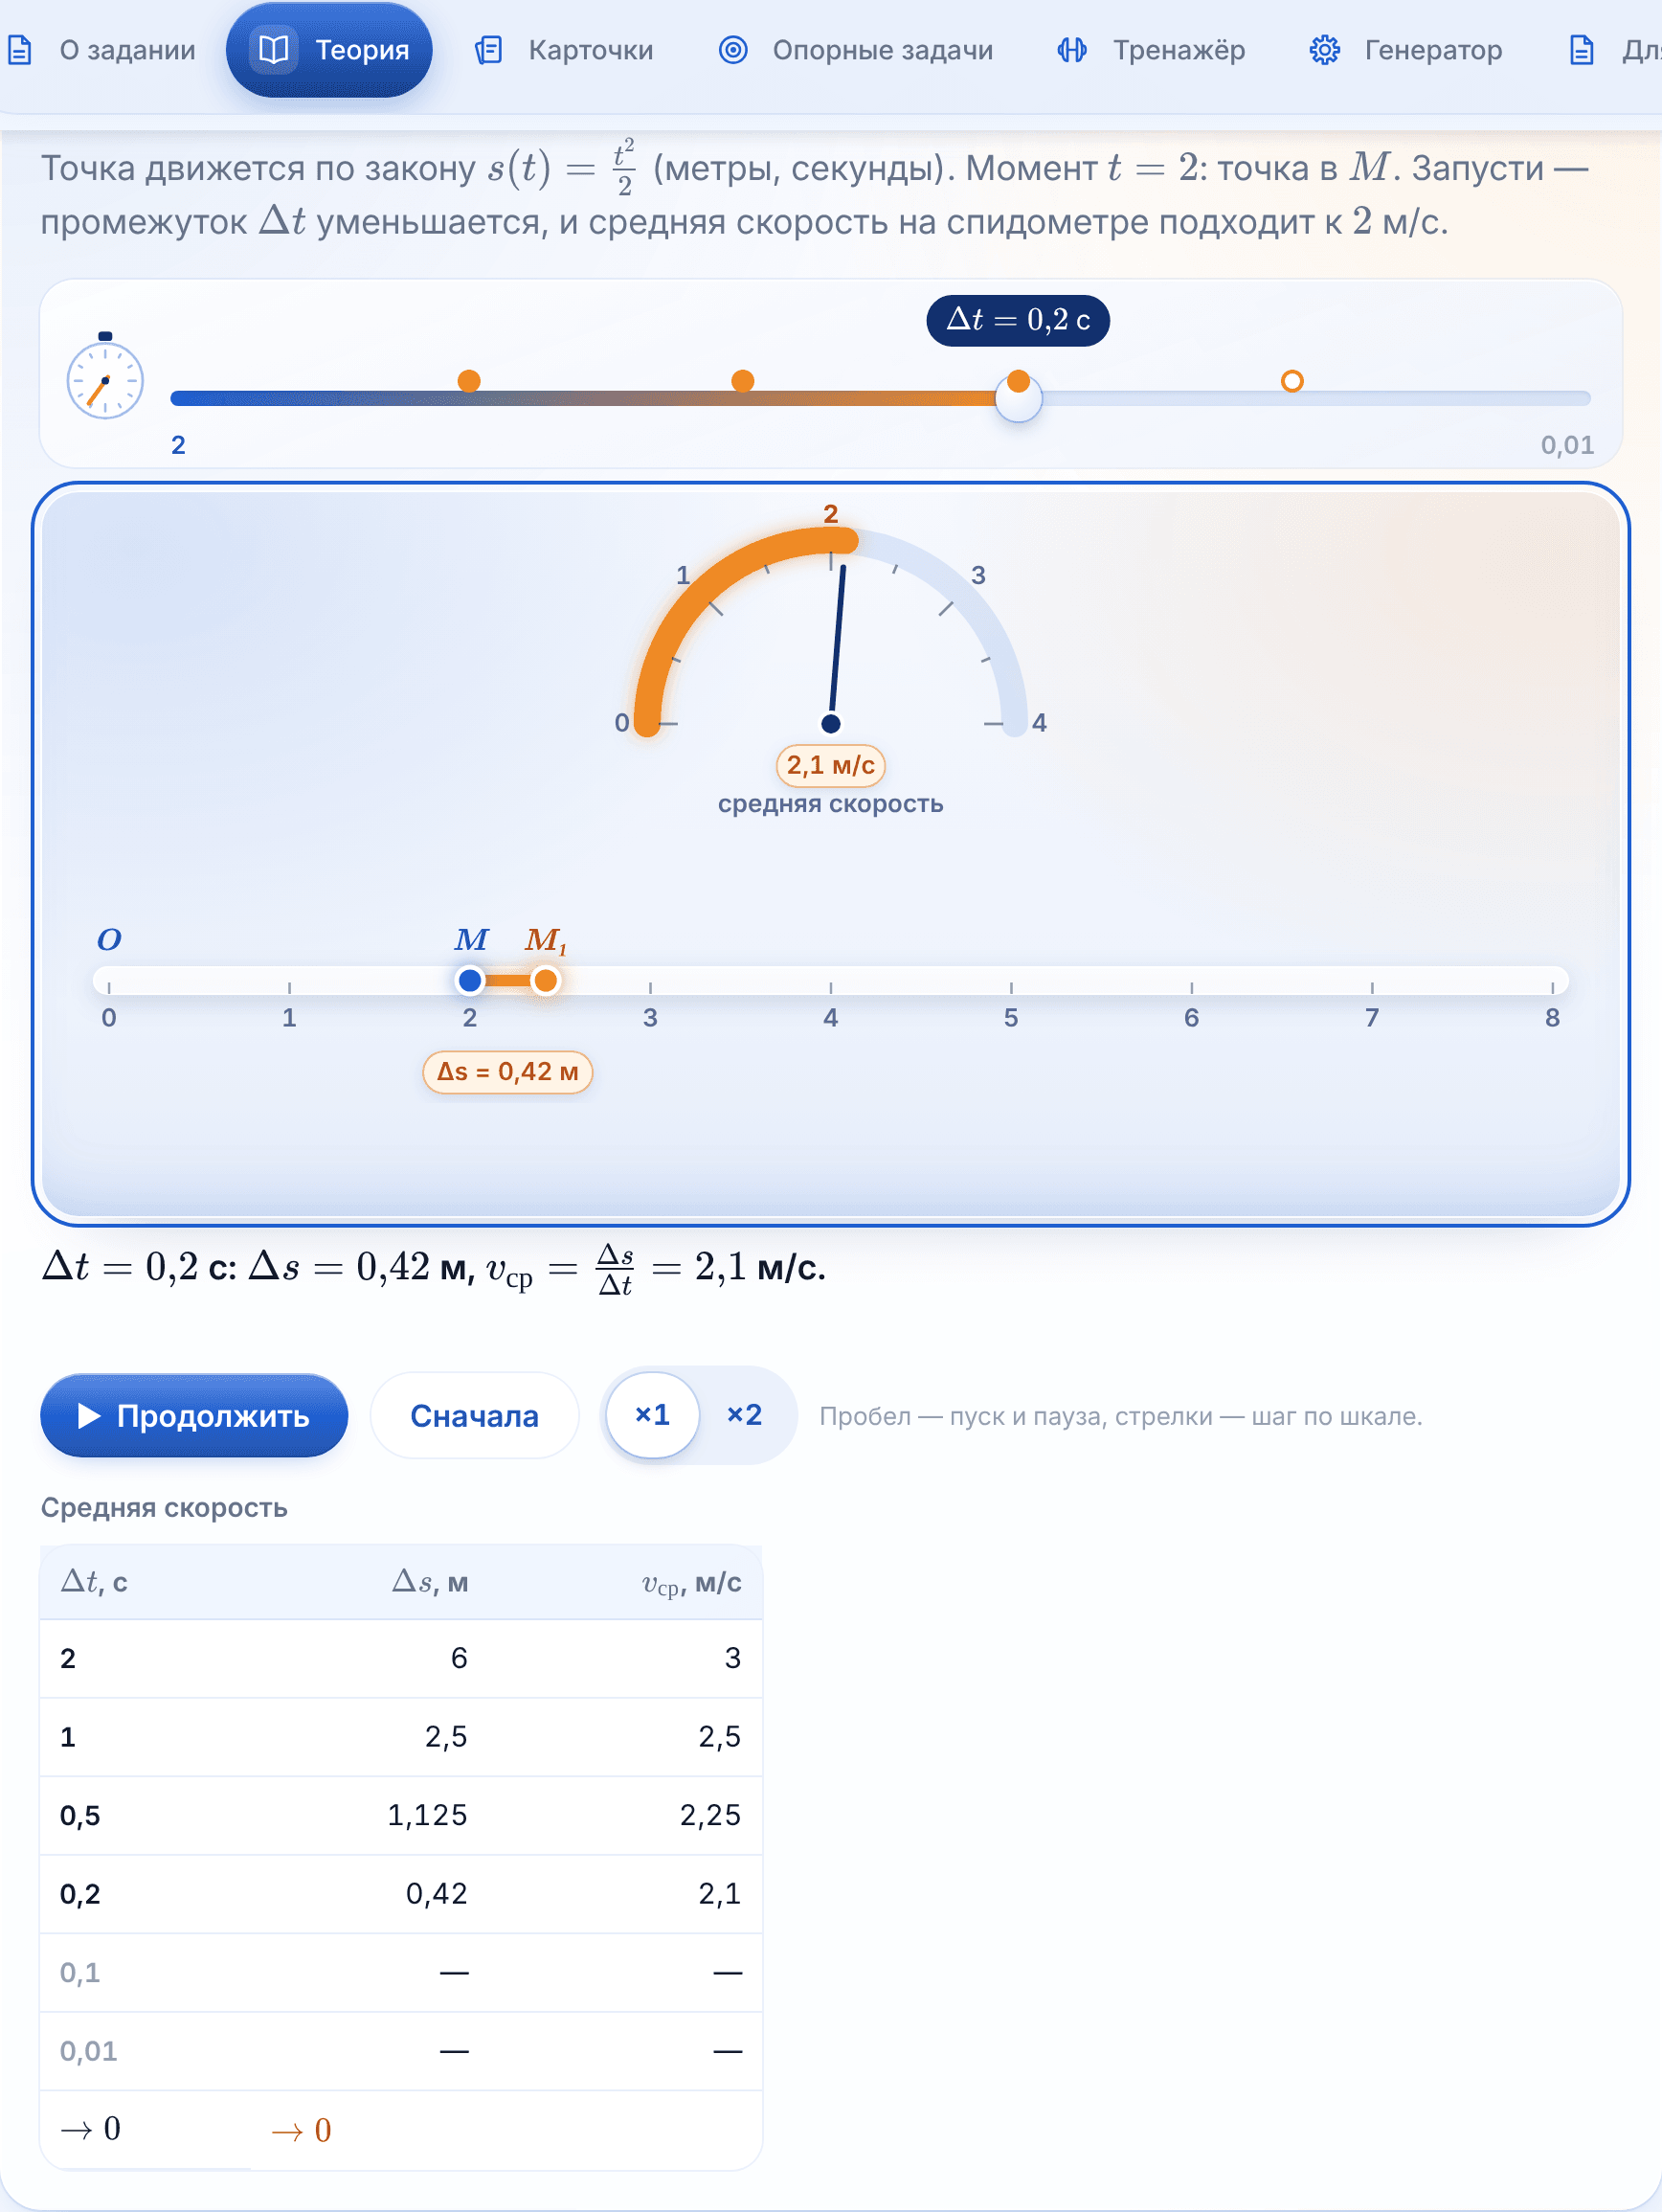 О задании Теория Карточки Опорные задачи Тренажёр Генератор
Точка движется по закону s(t) = t²/2 (метры, секунды). Момент t = 2: точка в M. Запусти —
промежуток Δt уменьшается, и средняя скорость на спидометре подходит к 2 м/с.
Δt = 0,2 с
2 0,01
2
1 3
0 4
2,1 м/с
средняя скорость
O M M₁
0 1 2 3 4 5 6 7 8
Δs = 0,42 м
Δt = 0,2 с: Δs = 0,42 м, vср = Δs/Δt = 2,1 м/с.
Продолжить Сначала ×1 ×2 Пробел — пуск и пауза, стрелки — шаг по шкале.
Средняя скорость
Δt, с Δs, м vср, м/с
2 6 3
1 2,5 2,5
0,5 1,125 2,25
0,2 0,42 2,1
0,1 — —
0,01 — —
→ 0 → 0